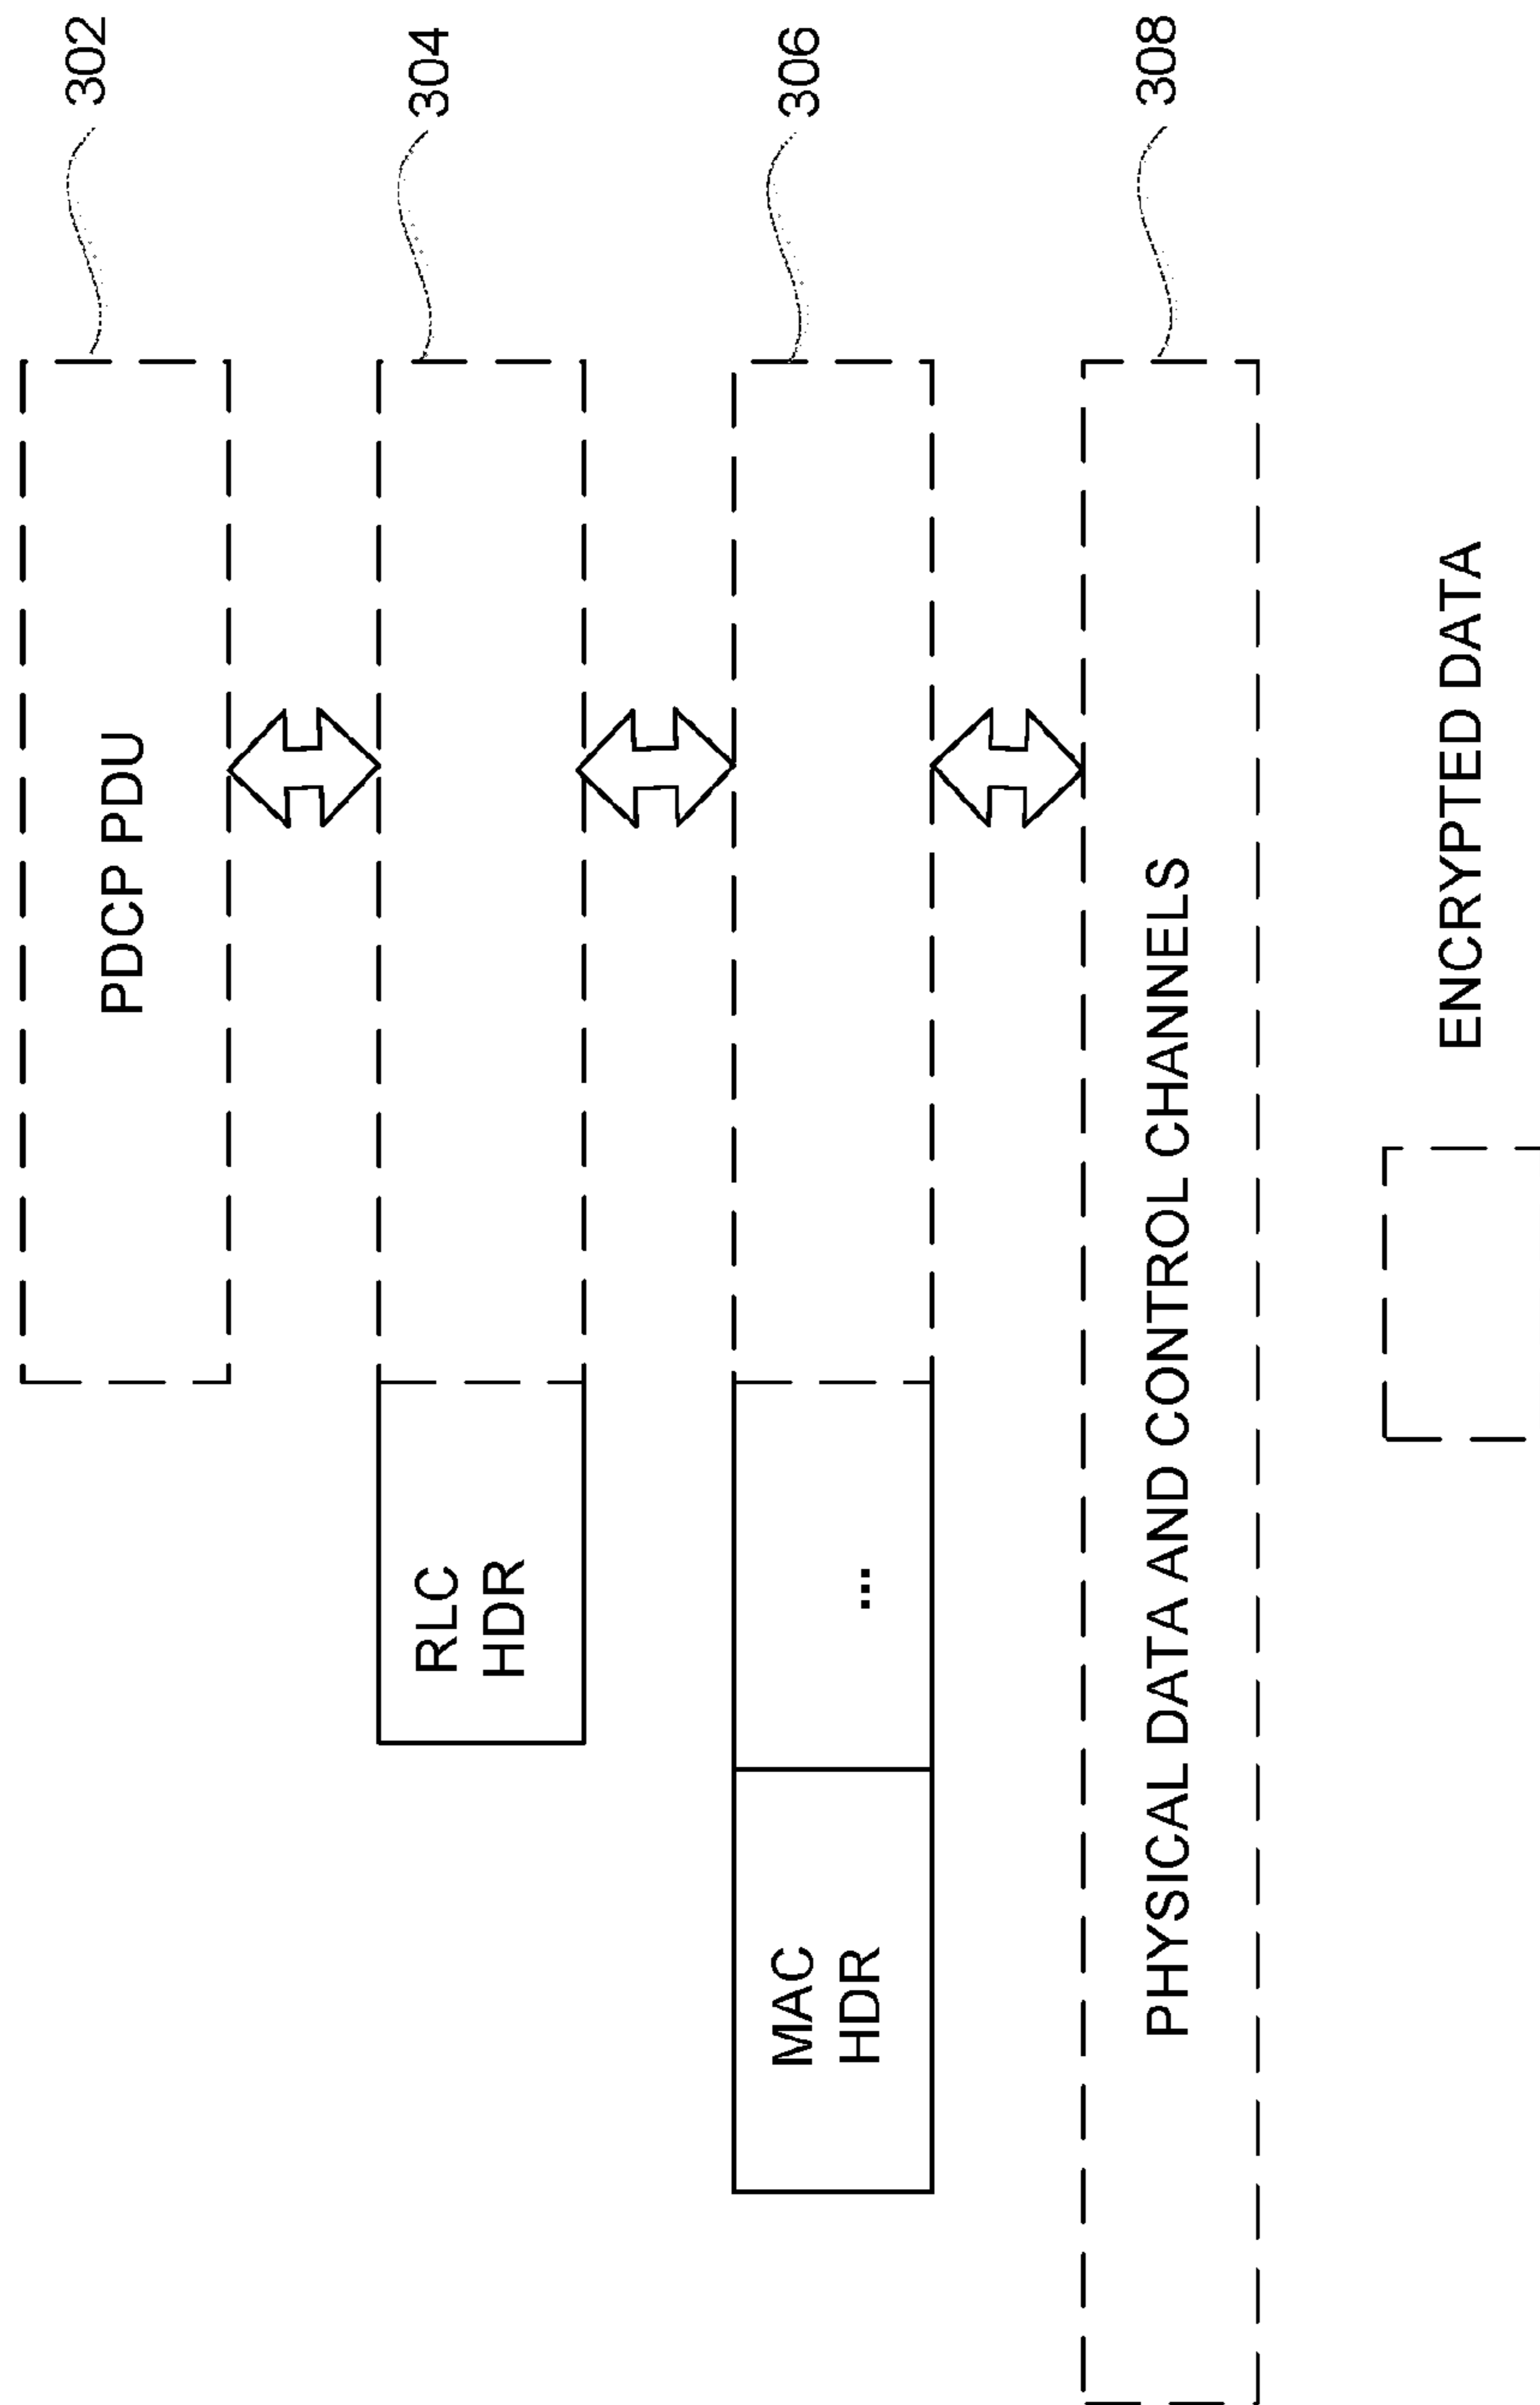 PDCP PDU
302
RLC
HDR
304
MAC
HDR
...
306
PHYSICAL DATA AND CONTROL CHANNELS
308
ENCRYPTED DATA